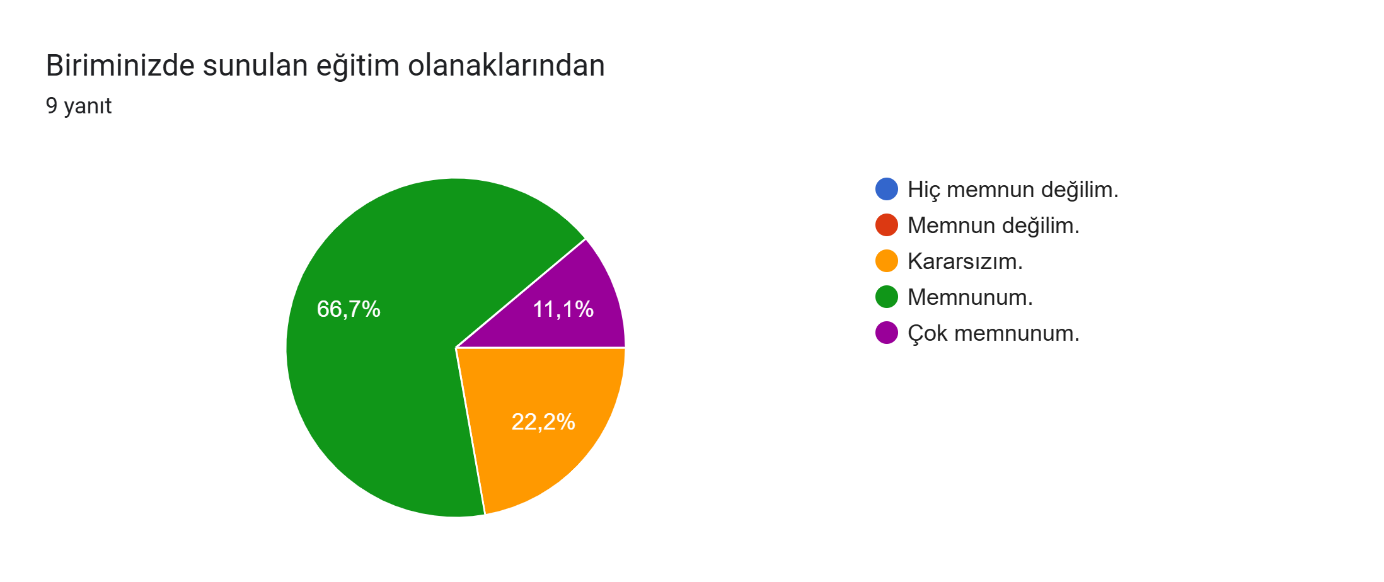 Biriminizde sunulan eğitim olanaklarından
9 yanıt
Hiç memnun değilim.
Memnun değilim.
Kararsızım.
Memnunum.
Çok memnunum.
66,7%
11,1%
22,2%